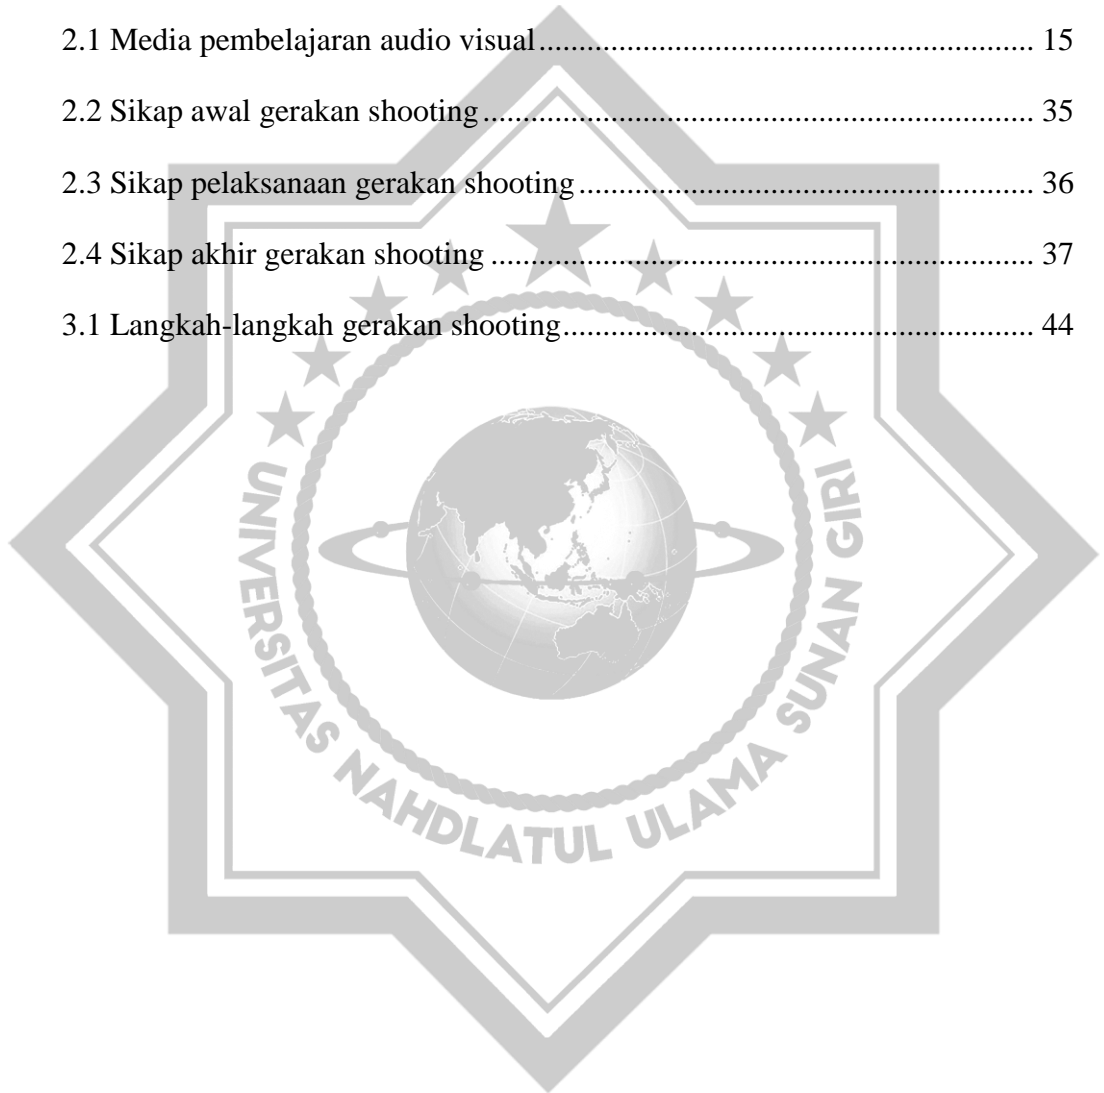 2.1 Media pembelajaran audio visual.............................................................. 15
2.2 Sikap awal gerakan shooting..................................................................... 35
2.3 Sikap pelaksanaan gerakan shooting......................................................... 36
2.4 Sikap akhir gerakan shooting .................................................................... 37
3.1 Langkah-langkah gerakan shooting........................................................... 44
UNIVERSITAS NAHDLATUL ULAMA SUNAN GIRI